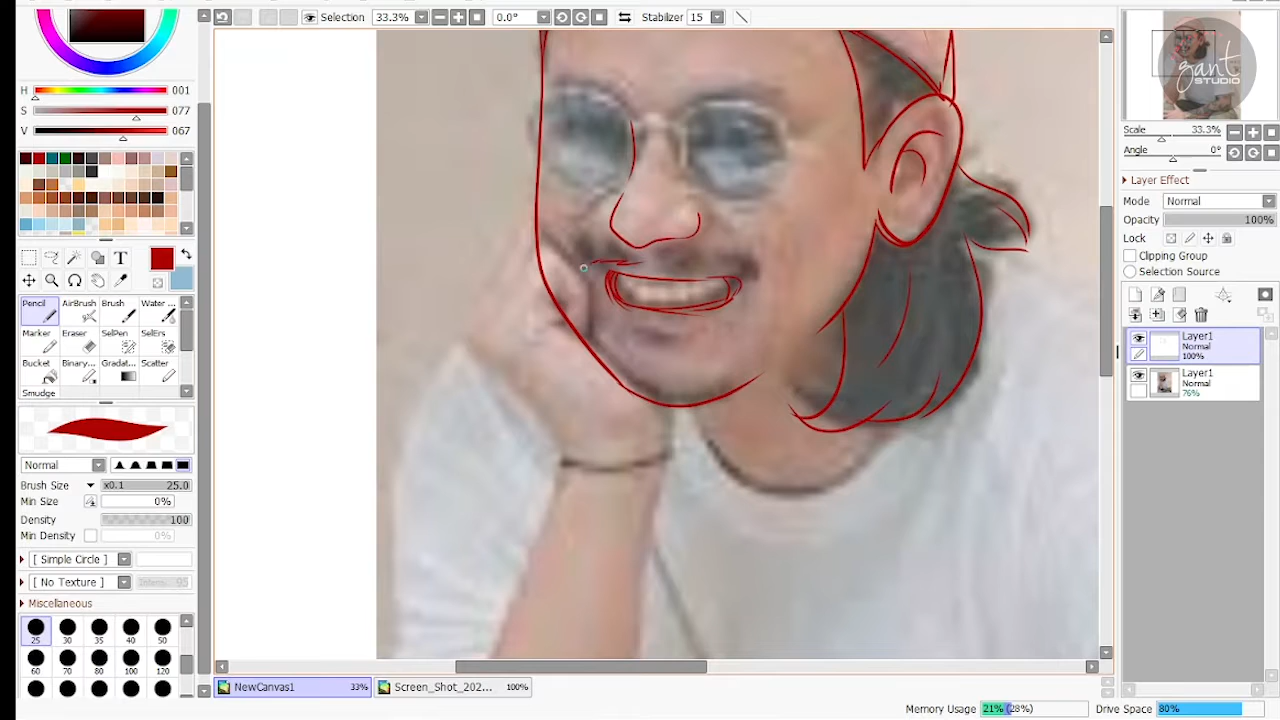 Selection 33.3% 0.0° Stabilizer 15
gant
STUDIO
H 001
S 077
V 067
Scale 33.3%
Angle 0°
Layer Effect
Mode Normal
Opacity 100%
Lock
Clipping Group
Selection Source
T
Pencil AirBrush Brush Water ...
Marker Eraser SelPen SelErs
Bucket Binary... Gradat... Scatter
Smudge
Layer1
Normal
100%
Layer1
Normal
76%
Normal
Brush Size x0.1 25.0
Min Size 0%
Density 100
Min Density 0%
[ Simple Circle ]
[ No Texture ] 95
Miscellaneous
25 30 35 40 50
60 70 80 100 120
NewCanvas1 33% Screen_Shot_202... 100%
Memory Usage 21% (28%) Drive Space 80%